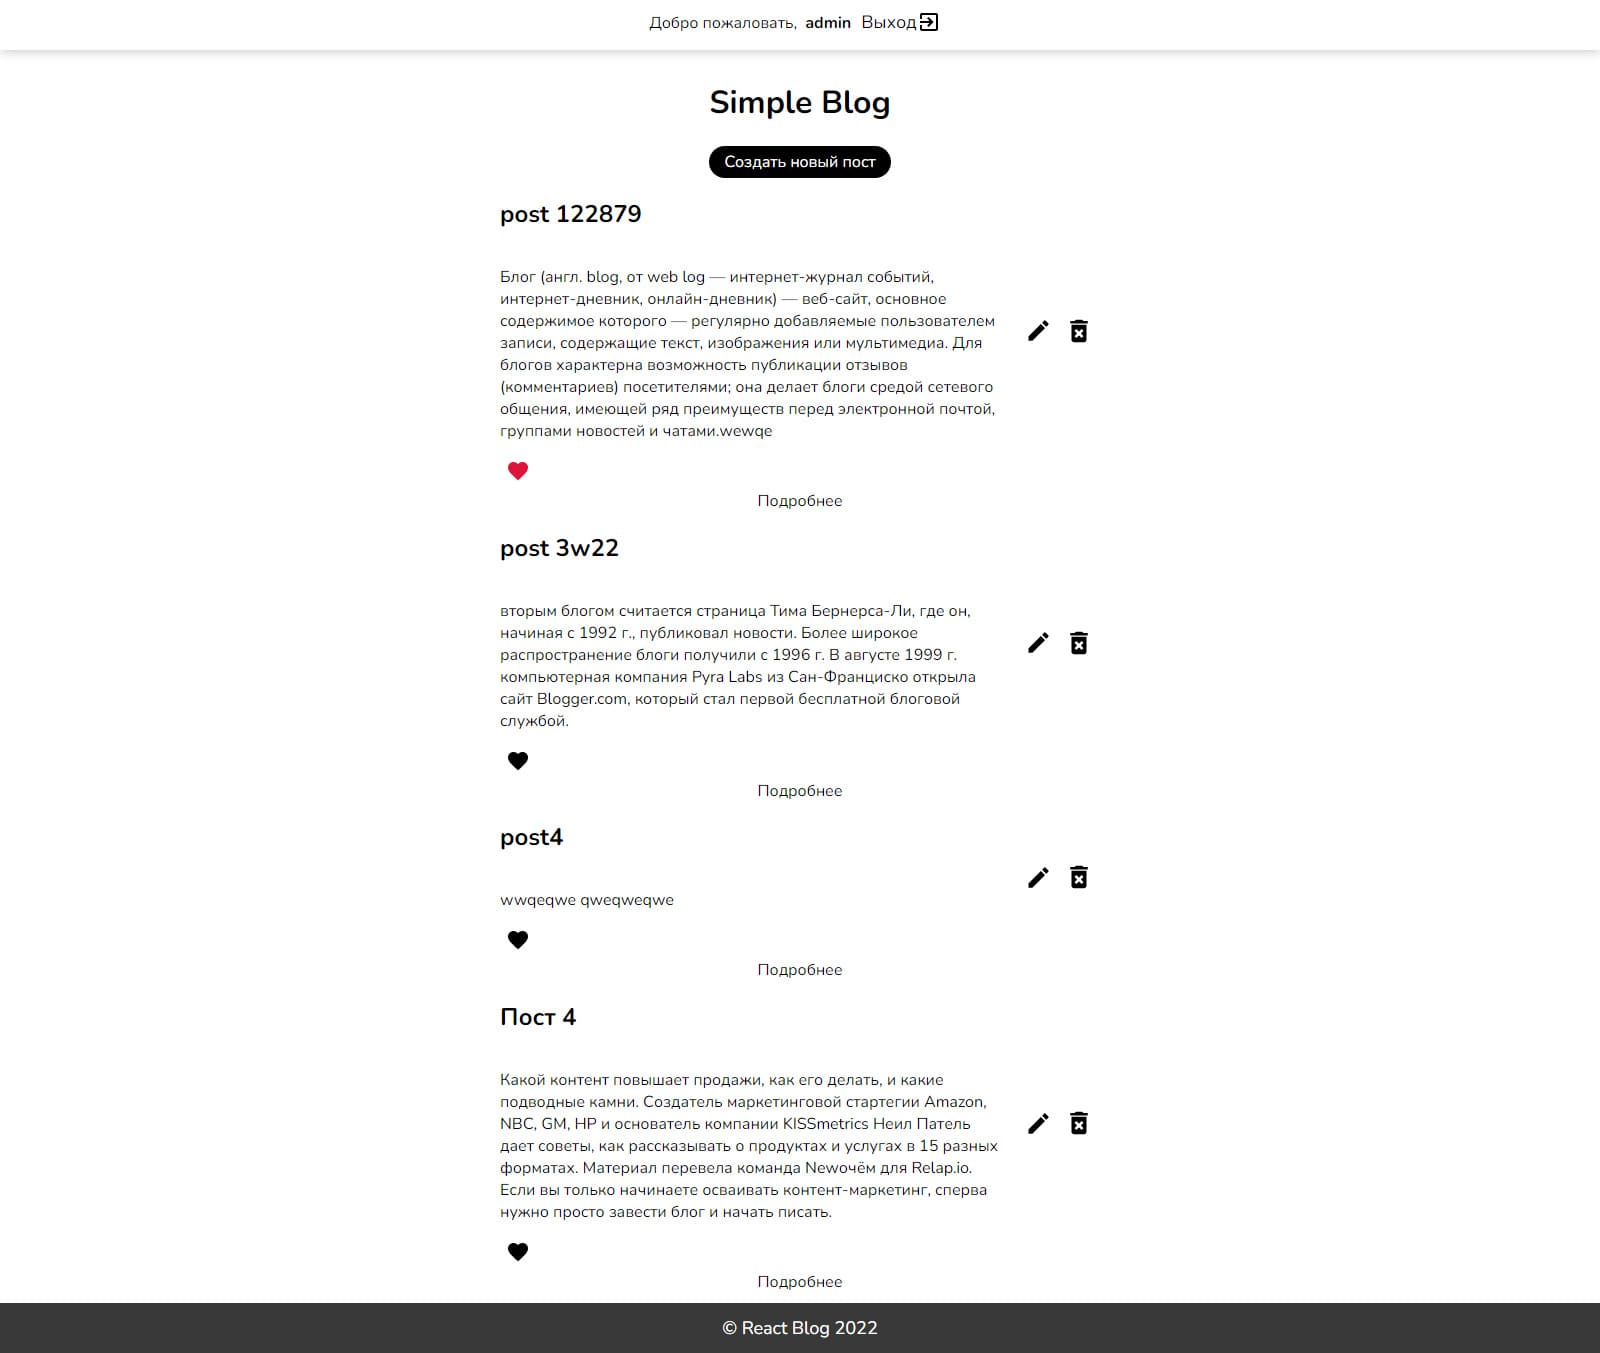 Добро пожаловать, admin Выход
Simple Blog
Создать новый пост
post 122879
Блог (англ. blog, от web log — интернет-журнал событий,
интернет-дневник, онлайн-дневник) — веб-сайт, основное
содержимое которого — регулярно добавляемые пользователем
записи, содержащие текст, изображения или мультимедиа. Для
блогов характерна возможность публикации отзывов
(комментариев) посетителями; она делает блоги средой сетевого
общения, имеющей ряд преимуществ перед электронной почтой,
группами новостей и чатами.wewqe
Подробнее
post 3w22
вторым блогом считается страница Тима Бернерса-Ли, где он,
начиная с 1992 г., публиковал новости. Более широкое
распространение блоги получили с 1996 г. В августе 1999 г.
компьютерная компания Pyra Labs из Сан-Франциско открыла
сайт Blogger.com, который стал первой бесплатной блоговой
службой.
Подробнее
post4
wwqeqwe qweqweqwe
Подробнее
Пост 4
Какой контент повышает продажи, как его делать, и какие
подводные камни. Создатель маркетинговой стартегии Amazon,
NBC, GM, HP и основатель компании KISSmetrics Неил Патель
дает советы, как рассказывать о продуктах и услугах в 15 разных
форматах. Материал перевела команда Newочём для Relap.io.
Если вы только начинаете осваивать контент-маркетинг, сперва
нужно просто завести блог и начать писать.
Подробнее
© React Blog 2022